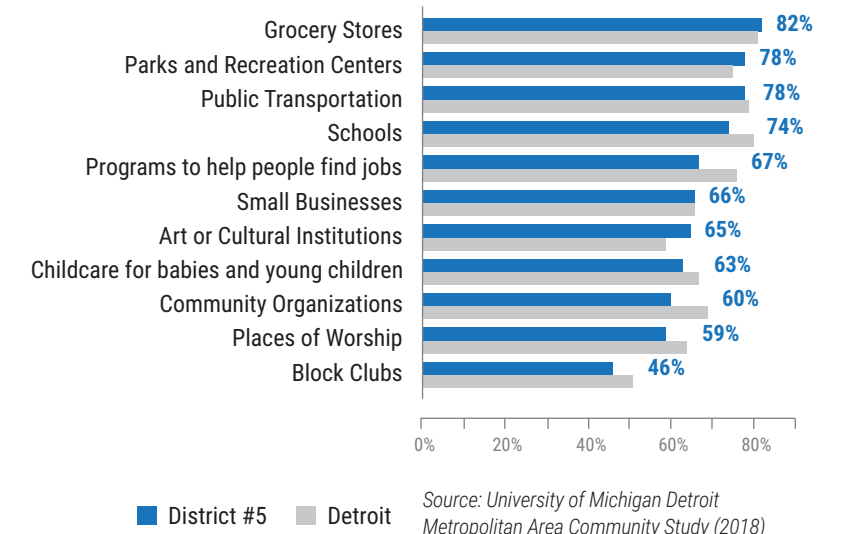 Grocery Stores 82%
Parks and Recreation Centers 78%
Public Transportation 78%
Schools 74%
Programs to help people find jobs 67%
Small Businesses 66%
Art or Cultural Institutions 65%
Childcare for babies and young children 63%
Community Organizations 60%
Places of Worship 59%
Block Clubs 46%
0% 20% 40% 60% 80%
District #5 Detroit
Source: University of Michigan Detroit
Metropolitan Area Community Study (2018)